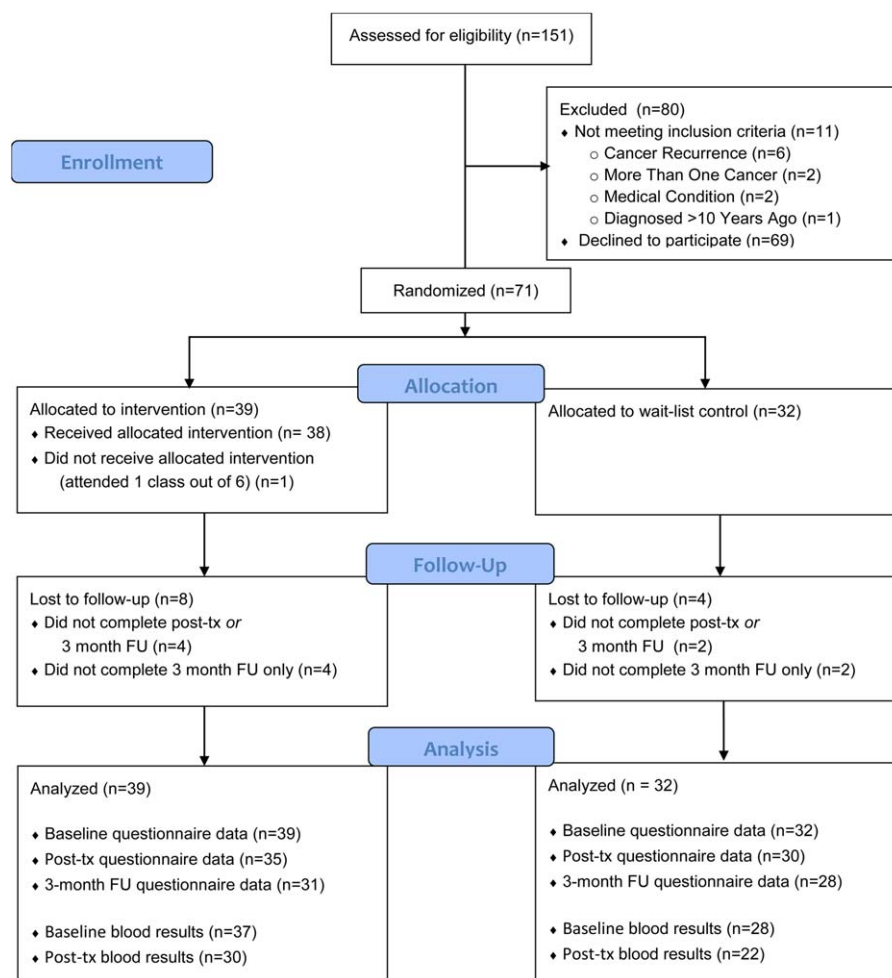 Assessed for eligibility (n=151)
Excluded (n=80)
♦ Not meeting inclusion criteria (n=11)
○ Cancer Recurrence (n=6)
○ More Than One Cancer (n=2)
○ Medical Condition (n=2)
○ Diagnosed >10 Years Ago (n=1)
♦ Declined to participate (n=69)
Enrollment
Randomized (n=71)
Allocation
Allocated to intervention (n=39)
♦ Received allocated intervention (n= 38)
♦ Did not receive allocated intervention
(attended 1 class out of 6) (n=1)
Allocated to wait-list control (n=32)
Follow-Up
Lost to follow-up (n=8)
♦ Did not complete post-tx or
3 month FU (n=4)
♦ Did not complete 3 month FU only (n=4)
Lost to follow-up (n=4)
♦ Did not complete post-tx or
3 month FU (n=2)
♦ Did not complete 3 month FU only (n=2)
Analysis
Analyzed (n=39)
♦ Baseline questionnaire data (n=39)
♦ Post-tx questionnaire data (n=35)
♦ 3-month FU questionnaire data (n=31)
♦ Baseline blood results (n=37)
♦ Post-tx blood results (n=30)
Analyzed (n = 32)
♦ Baseline questionnaire data (n=32)
♦ Post-tx questionnaire data (n=30)
♦ 3-month FU questionnaire data (n=28)
♦ Baseline blood results (n=28)
♦ Post-tx blood results (n=22)